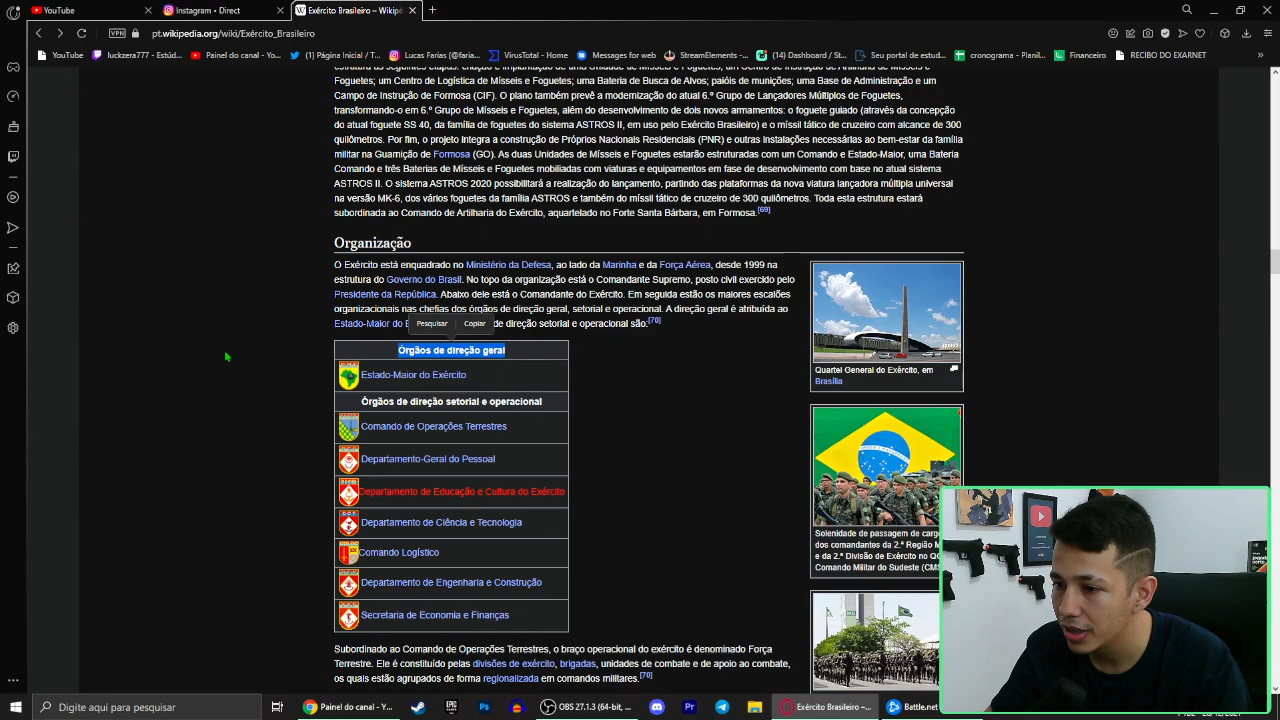 YouTube
Instagram • Direct
Exército Brasileiro – Wikipé
VPN
pt.wikipedia.org/wiki/Exército_Brasileiro
YouTube
luckzera717 - Estúd...
Painel do canal - Yo...
(1) Página Inicial / T...
Lucas Farias (@faria...
VirusTotal - Home
Messages for web
StreamElements -...
(14) Dashboard / St...
Seu portal de estud...
cronograma - Planil...
Financeiro
RECIBO DO EXARNET
Foguetes; um Centro de Logística de Mísseis e Foguetes; uma Bateria de Busca de Alvos; paióis de munições; uma Base de Administração e um
Campo de Instrução de Formosa (CIF). O plano também prevê a modernização do atual 6.º Grupo de Lançadores Múltiplos de Foguetes,
transformando-o em 6.º Grupo de Mísseis e Foguetes, além do desenvolvimento de dois novos armamentos: o foguete guiado (através da concepção
do atual foguete SS 40, da família de foguetes do sistema ASTROS II, em uso pelo Exército Brasileiro) e o míssil tático de cruzeiro com alcance de 300
quilômetros. Por fim, o projeto integra a construção de Próprios Nacionais Residenciais (PNR) e outras instalações necessárias ao bem-estar da família
militar na Guarnição de Formosa (GO). As duas Unidades de Mísseis e Foguetes estarão estruturadas com um Comando e Estado-Maior, uma Bateria
Comando e três Baterias de Mísseis e Foguetes mobiliadas com viaturas e equipamentos em fase de desenvolvimento com base no atual sistema
ASTROS II. O sistema ASTROS 2020 possibilitará a realização do lançamento, partindo das plataformas da nova viatura lançadora múltipla universal
na versão MK-6, dos vários foguetes da família ASTROS e também do míssil tático de cruzeiro de 300 quilômetros. Toda esta estrutura estará
subordinada ao Comando de Artilharia do Exército, aquartelado no Forte Santa Bárbara, em Formosa.[69]
Organização
O Exército está enquadrado no Ministério da Defesa, ao lado da Marinha e da Força Aérea, desde 1999 na
estrutura do Governo do Brasil. No topo da organização está o Comandante Supremo, posto civil exercido pelo
Presidente da República. Abaixo dele está o Comandante do Exército. Em seguida estão os maiores escalões
organizacionais nas chefias dos órgãos de direção geral, setorial e operacional. A direção geral é atribuída ao
Estado-Maior do E
Pesquisar
Copiar
de direção setorial e operacional são:[70]
Órgãos de direção geral
Estado-Maior do Exército
Órgãos de direção setorial e operacional
Comando de Operações Terrestres
Departamento-Geral do Pessoal
Departamento de Educação e Cultura do Exército
Departamento de Ciência e Tecnologia
Comando Logístico
Departamento de Engenharia e Construção
Secretaria de Economia e Finanças
Subordinado ao Comando de Operações Terrestres, o braço operacional do exército é denominado Força
Terrestre. Ele é constituído pelas divisões de exército, brigadas, unidades de combate e de apoio ao combate,
os quais estão agrupados de forma regionalizada em comandos militares.[70]
Quartel General do Exército, em
Brasília
Solenidade de passagem de carg
dos comandantes da 2.ª Região M
e da 2.ª Divisão de Exército no QG
Comando Militar do Sudeste (CMS
Digite aqui para pesquisar
Painel do canal - Y...
OBS 27.1.3 (64-bit, ...
Exército Brasileiro –...
Battle.net